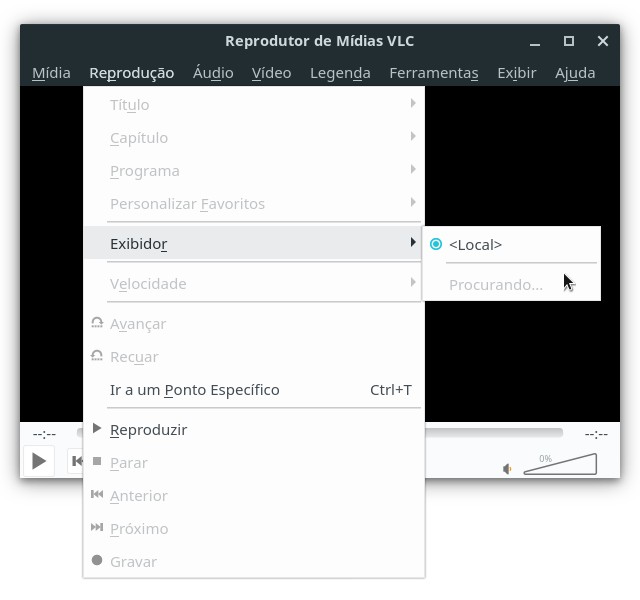 Reprodutor de Mídias VLC
Mídia Reprodução Áudio Vídeo Legenda Ferramentas Exibir Ajuda
Título
Capítulo
Programa
Personalizar Favoritos
Exibidor
<Local>
Procurando...
Velocidade
Avançar
Recuar
Ir a um Ponto Específico Ctrl+T
Reproduzir
--:-- --:--
Parar
0%
Anterior
Próximo
Gravar